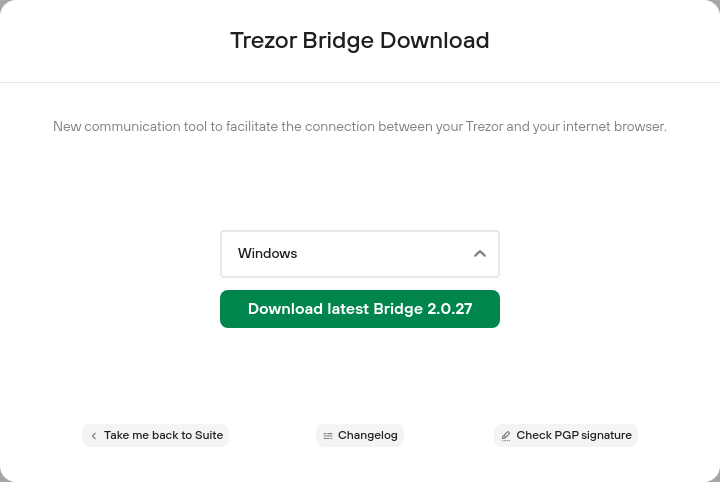 Trezor Bridge Download
New communication tool to facilitate the connection between your Trezor and your internet browser.
Windows
Download latest Bridge 2.0.27
Take me back to Suite
Changelog
Check PGP signature